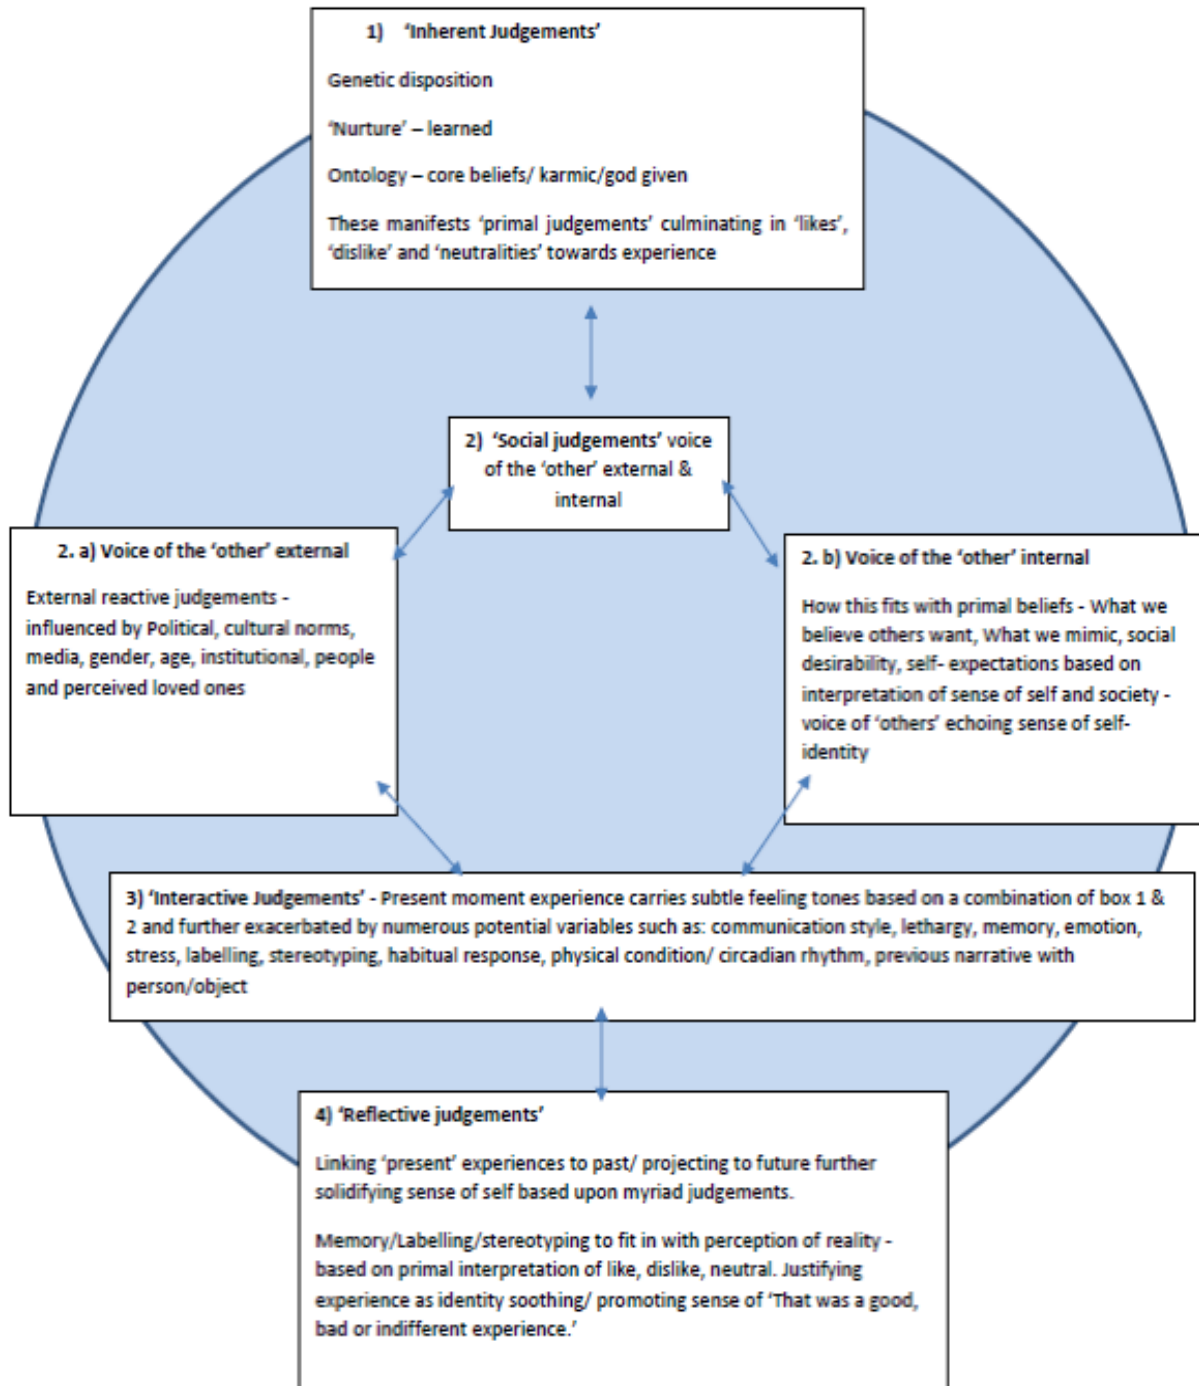 1) ‘Inherent Judgements’
Genetic disposition
‘Nurture’ – learned
Ontology – core beliefs/ karmic/god given
These manifests ‘primal judgements’ culminating in ‘likes’,
‘dislike’ and ‘neutralities’ towards experience
2) ‘Social judgements’ voice
of the ‘other’ external &
internal
2. a) Voice of the ‘other’ external
External reactive judgements -
influenced by Political, cultural norms,
media, gender, age, institutional, people
and perceived loved ones
2. b) Voice of the ‘other’ internal
How this fits with primal beliefs - What we
believe others want, What we mimic, social
desirability, self- expectations based on
interpretation of sense of self and society -
voice of ‘others’ echoing sense of self-
identity
3) ‘Interactive Judgements’ - Present moment experience carries subtle feeling tones based on a combination of box 1 &
2 and further exacerbated by numerous potential variables such as: communication style, lethargy, memory, emotion,
stress, labelling, stereotyping, habitual response, physical condition/ circadian rhythm, previous narrative with
person/object
4) ‘Reflective judgements’
Linking ‘present’ experiences to past/ projecting to future further
solidifying sense of self based upon myriad judgements.
Memory/Labelling/stereotyping to fit in with perception of reality -
based on primal interpretation of like, dislike, neutral. Justifying
experience as identity soothing/ promoting sense of ‘That was a good,
bad or indifferent experience.’